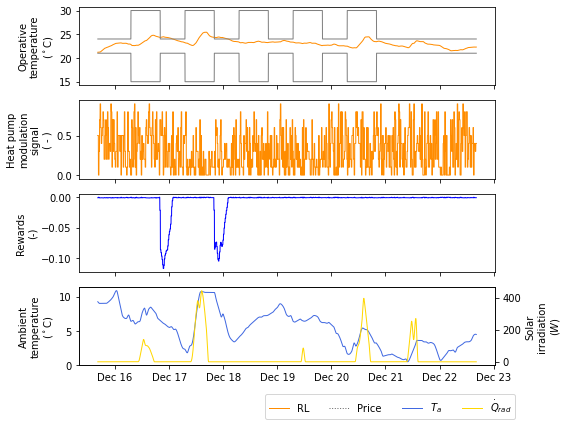 Operative
temperature
(°C)
30
25
20
15
Heat pump
modulation
signal
( - )
0.5
0.0
Rewards
(-)
0.00
−0.05
−0.10
Ambient
temperature
(°C)
10
5
0
400
200
0
Solar
irradiation
(W)
Dec 16 Dec 17 Dec 18 Dec 19 Dec 20 Dec 21 Dec 22 Dec 23
RL Price Tₐ Q̇rad